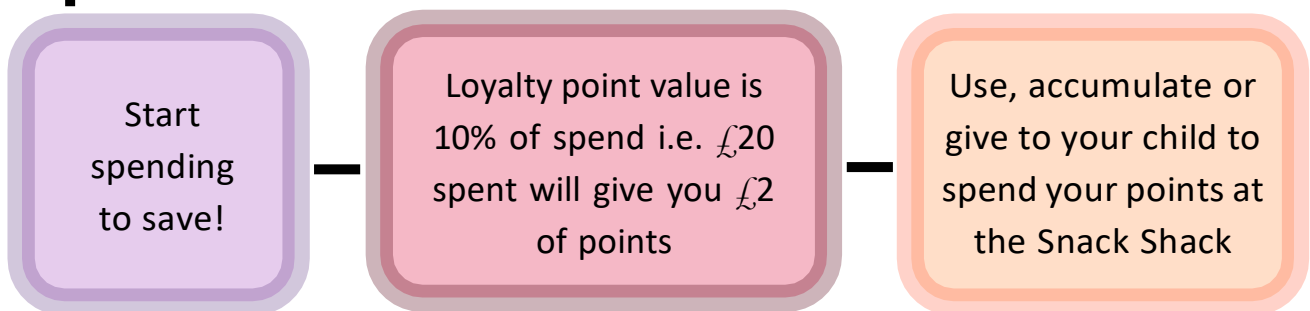 Start
spending
to save!
Loyalty point value is
10% of spend i.e. £20
spent will give you £2
of points
Use, accumulate or
give to your child to
spend your points at
the Snack Shack